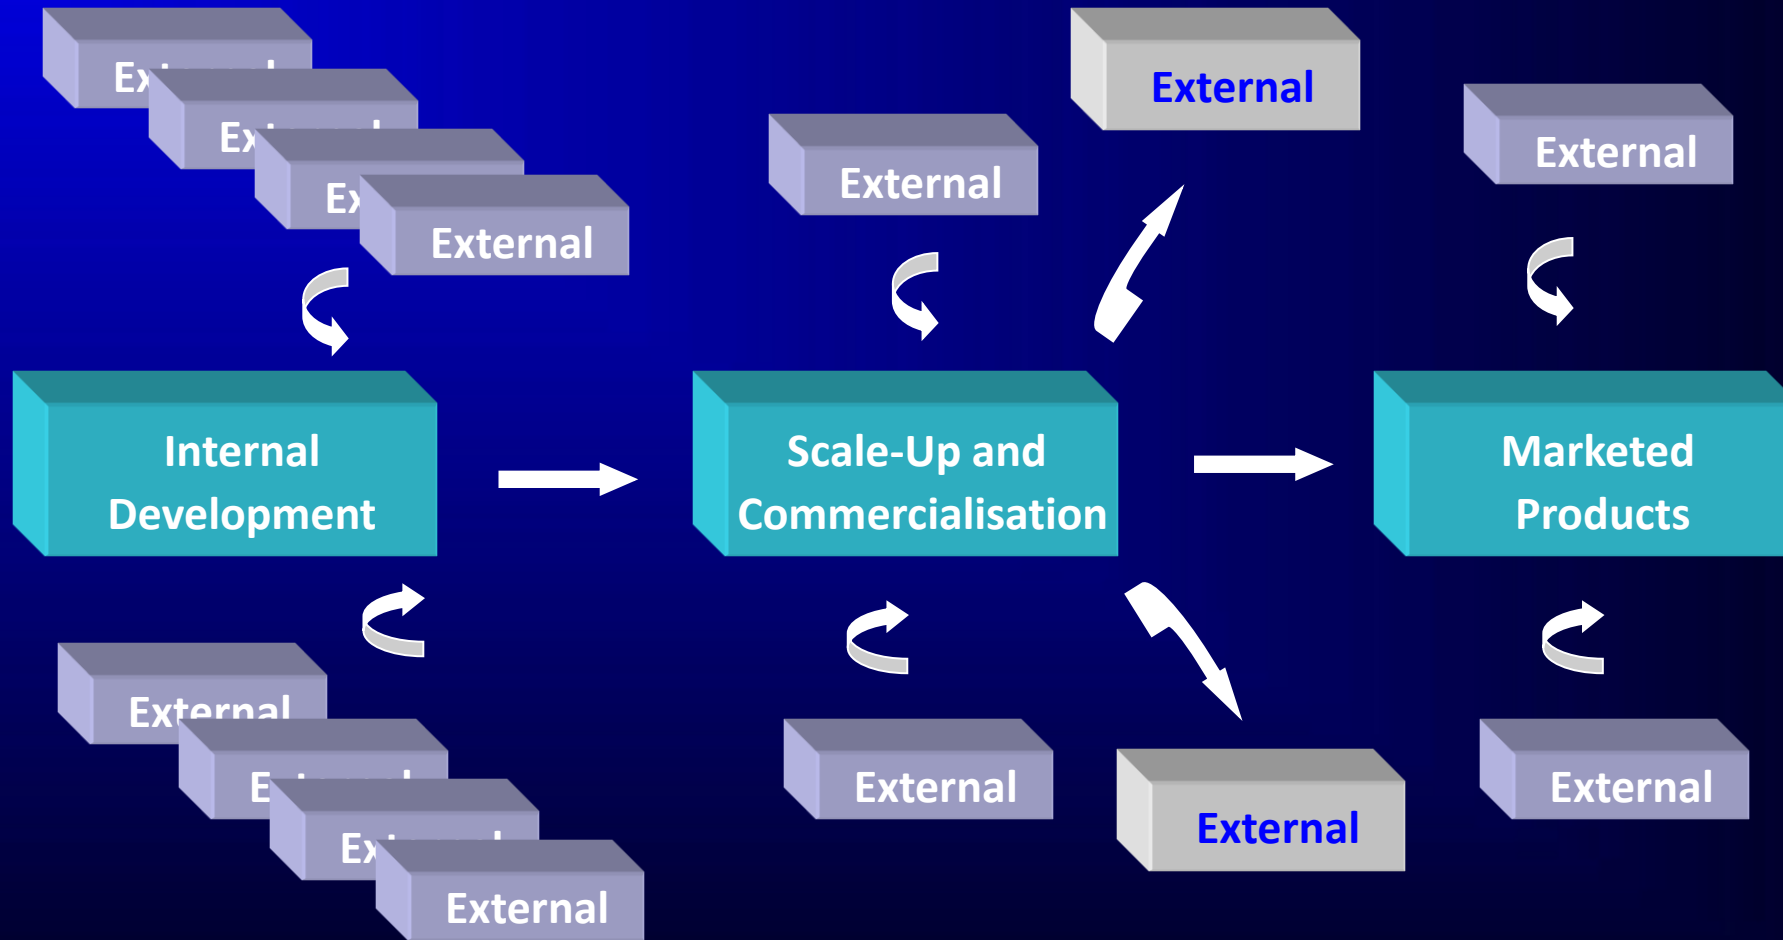 External
External
External
External
Internal
Development
Scale-Up and
Commercialisation
Marketed
Products
External
External
External
External
External